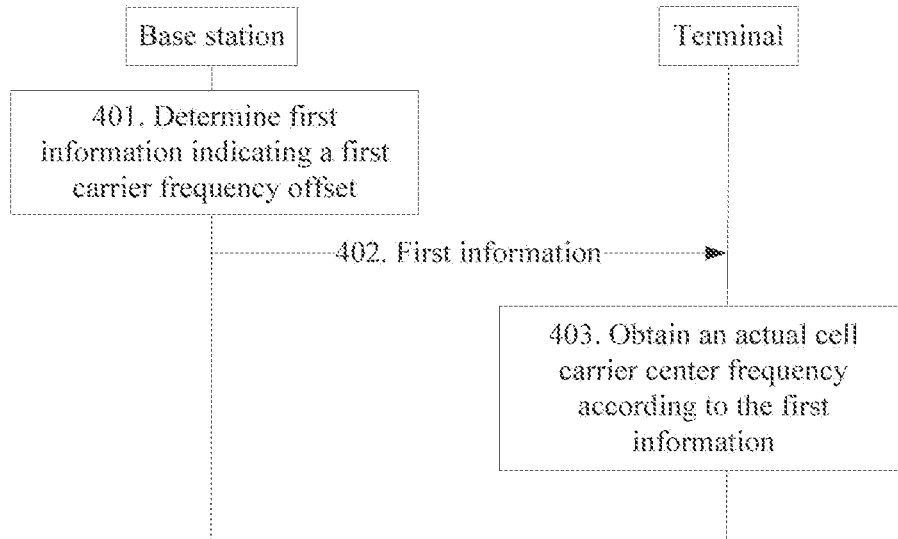 Base station
Terminal
401. Determine first
information indicating a first
carrier frequency offset
402. First information
403. Obtain an actual cell
carrier center frequency
according to the first
information